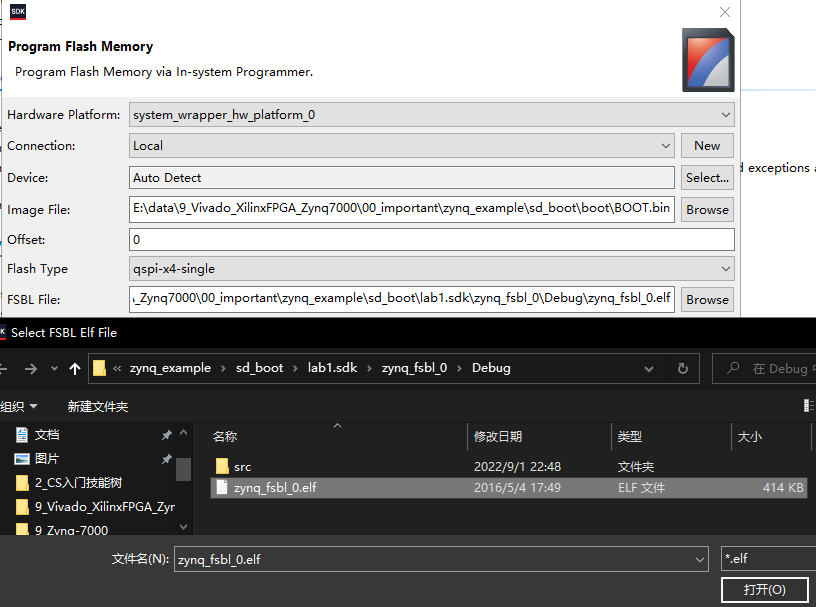 SDK
Program Flash Memory
Program Flash Memory via In-system Programmer.
Hardware Platform: system_wrapper_hw_platform_0
Connection: Local New
Device: Auto Detect Select...
exceptions
Image File: E:\data\9_Vivado_XilinxFPGA_Zynq7000\00_important\zynq_example\sd_boot\boot\BOOT.bin Browse
Offset: 0
Flash Type qspi-x4-single
FSBL File: _Zynq7000\00_important\zynq_example\sd_boot\lab1.sdk\zynq_fsbl_0\Debug\zynq_fsbl_0.elf Browse
Select FSBL Elf File
« zynq_example › sd_boot › lab1.sdk › zynq_fsbl_0 › Debug 在 Debug
组织 新建文件夹
文档
图片
2_CS入门技能树
9_Vivado_XilinxFPGA_Zyr
9_Zynq-7000
名称 修改日期 类型 大小
src 2022/9/1 22:48 文件夹
zynq_fsbl_0.elf 2016/5/4 17:49 ELF 文件 414 KB
文件名(N): zynq_fsbl_0.elf *.elf
打开(O)